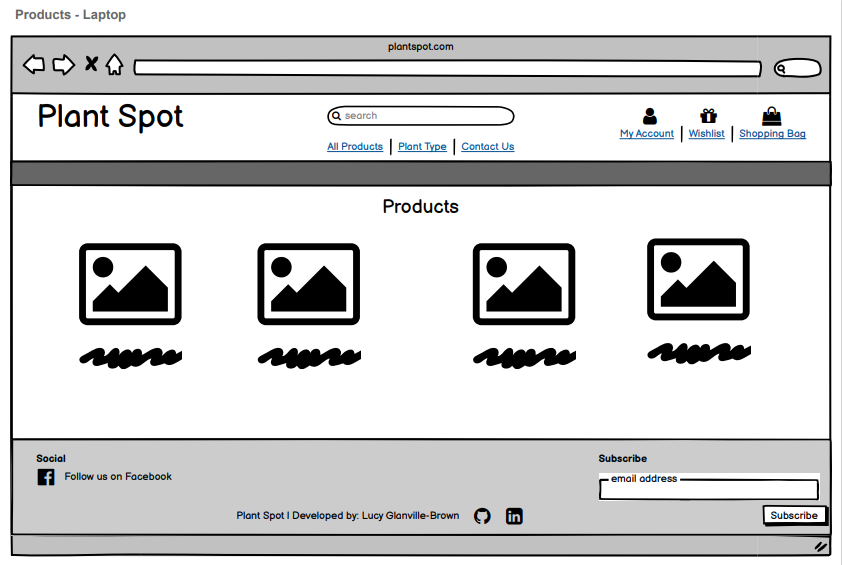 Products - Laptop
plantspot.com
Plant Spot
search
My Account | Wishlist | Shopping Bag
All Products | Plant Type | Contact Us
Products
Social
Follow us on Facebook
Subscribe
email address
Subscribe
Plant Spot | Developed by: Lucy Glanville-Brown